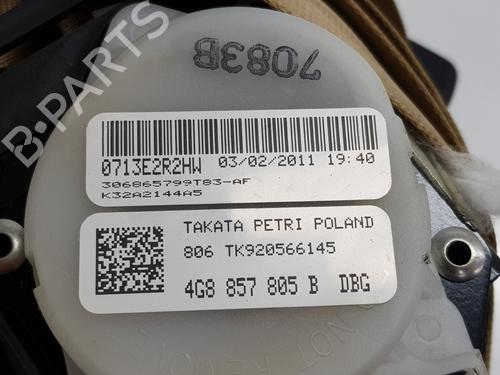 7083B
B-PARTS
0713E2R2HW 03/02/2011 19:40
306865799T83-AF
K32A2144A5
TAKATA PETRI POLAND
806 TK920566145
4G8 857 805 B DBG